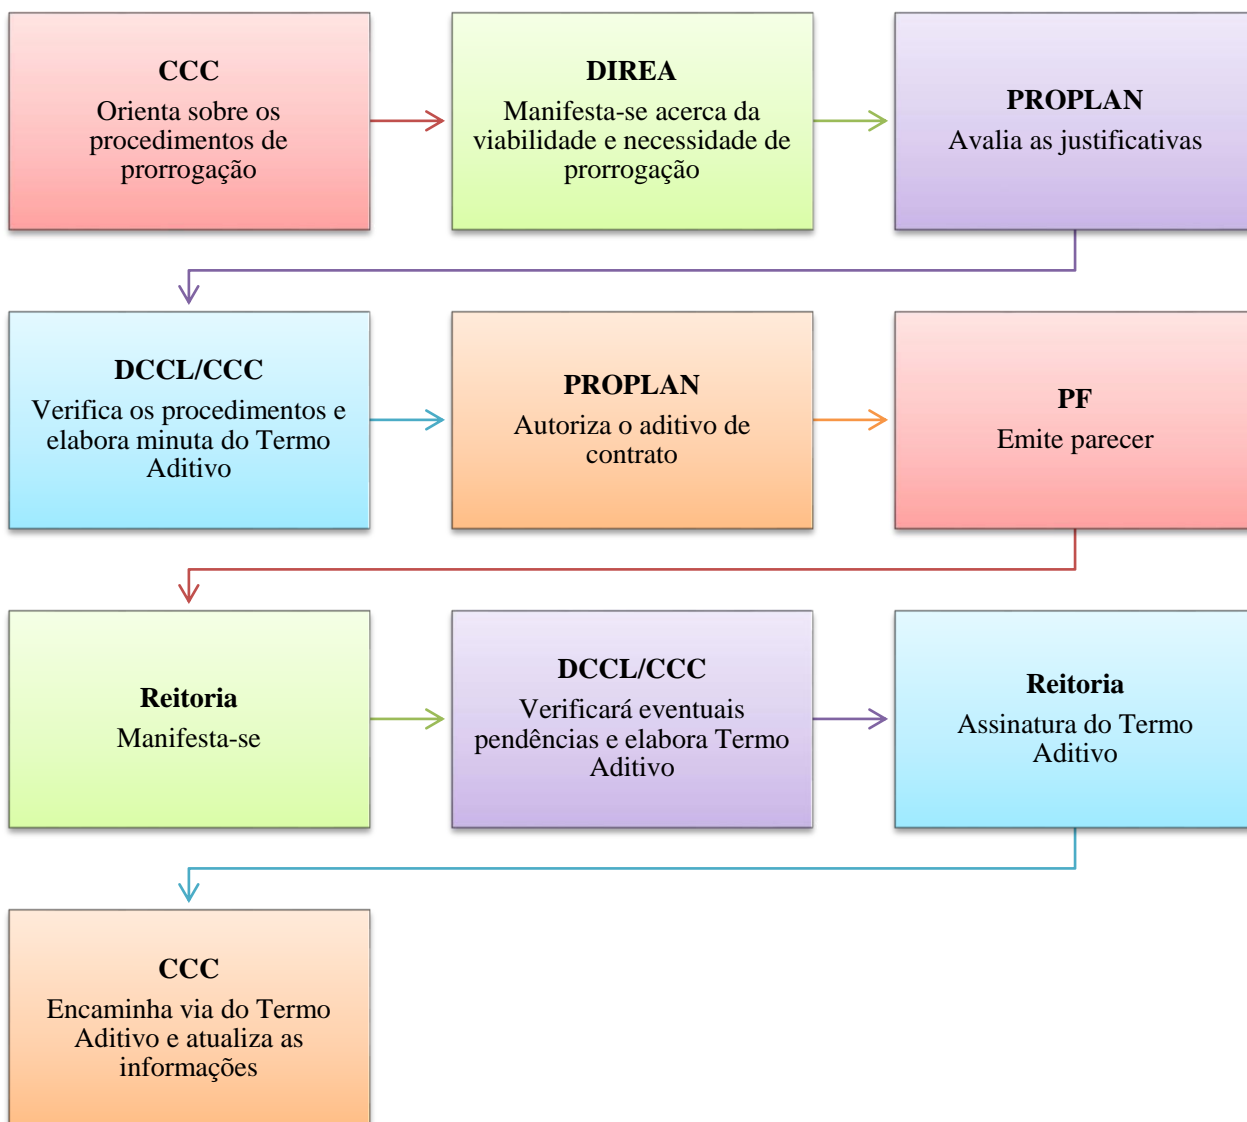 CCC
Orienta sobre os
procedimentos de
prorrogação
DIREA
Manifesta-se acerca da
viabilidade e necessidade de
prorrogação
PROPLAN
Avalia as justificativas
DCCL/CCC
Verifica os procedimentos e
elabora minuta do Termo
Aditivo
PROPLAN
Autoriza o aditivo de
contrato
PF
Emite parecer
Reitoria
Manifesta-se
DCCL/CCC
Verificará eventuais
pendências e elabora Termo
Aditivo
Reitoria
Assinatura do Termo
Aditivo
CCC
Encaminha via do Termo
Aditivo e atualiza as
informações